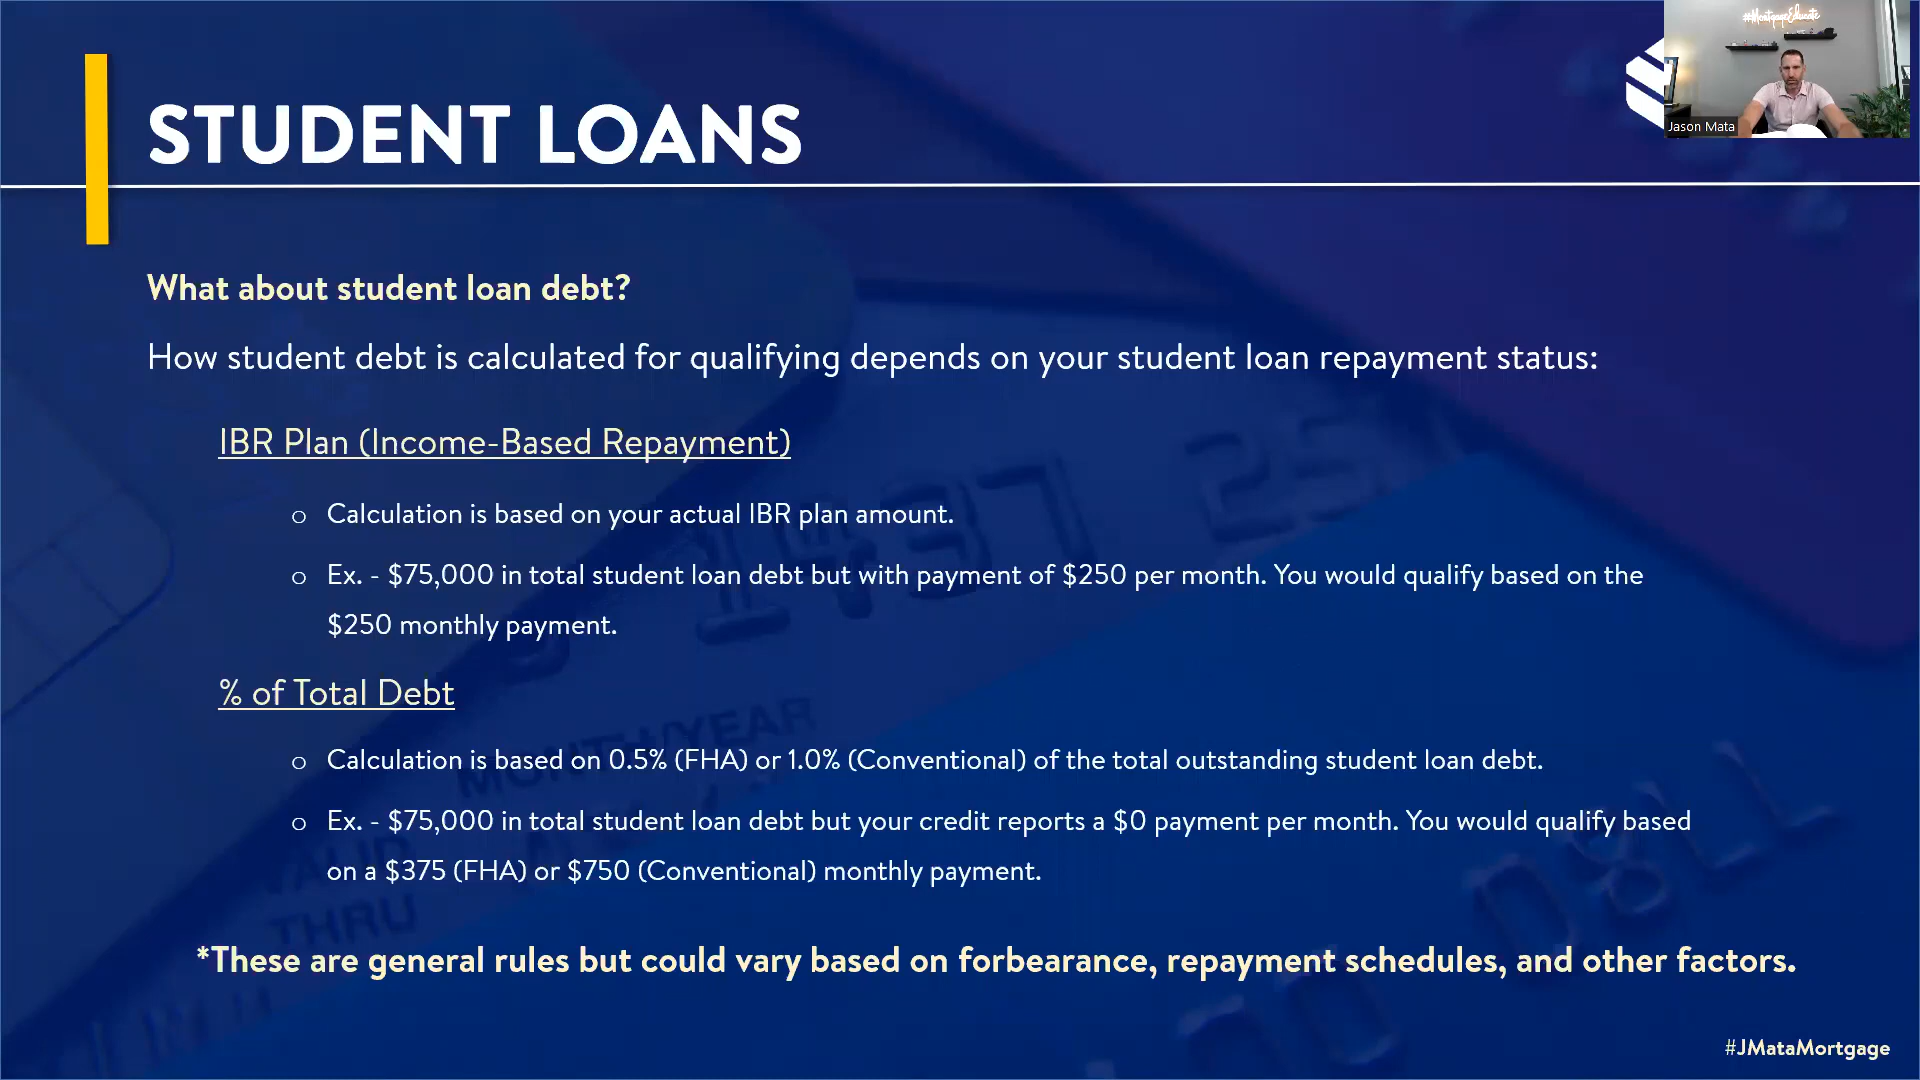 #MortgageEducate
Jason Mata
STUDENT LOANS
What about student loan debt?
How student debt is calculated for qualifying depends on your student loan repayment status:
IBR Plan (Income-Based Repayment)
o Calculation is based on your actual IBR plan amount.
o Ex. - $75,000 in total student loan debt but with payment of $250 per month. You would qualify based on the
$250 monthly payment.
% of Total Debt
o Calculation is based on 0.5% (FHA) or 1.0% (Conventional) of the total outstanding student loan debt.
o Ex. - $75,000 in total student loan debt but your credit reports a $0 payment per month. You would qualify based
on a $375 (FHA) or $750 (Conventional) monthly payment.
*These are general rules but could vary based on forbearance, repayment schedules, and other factors.
#JMataMortgage
MONTH/YEAR
VALID
THRU